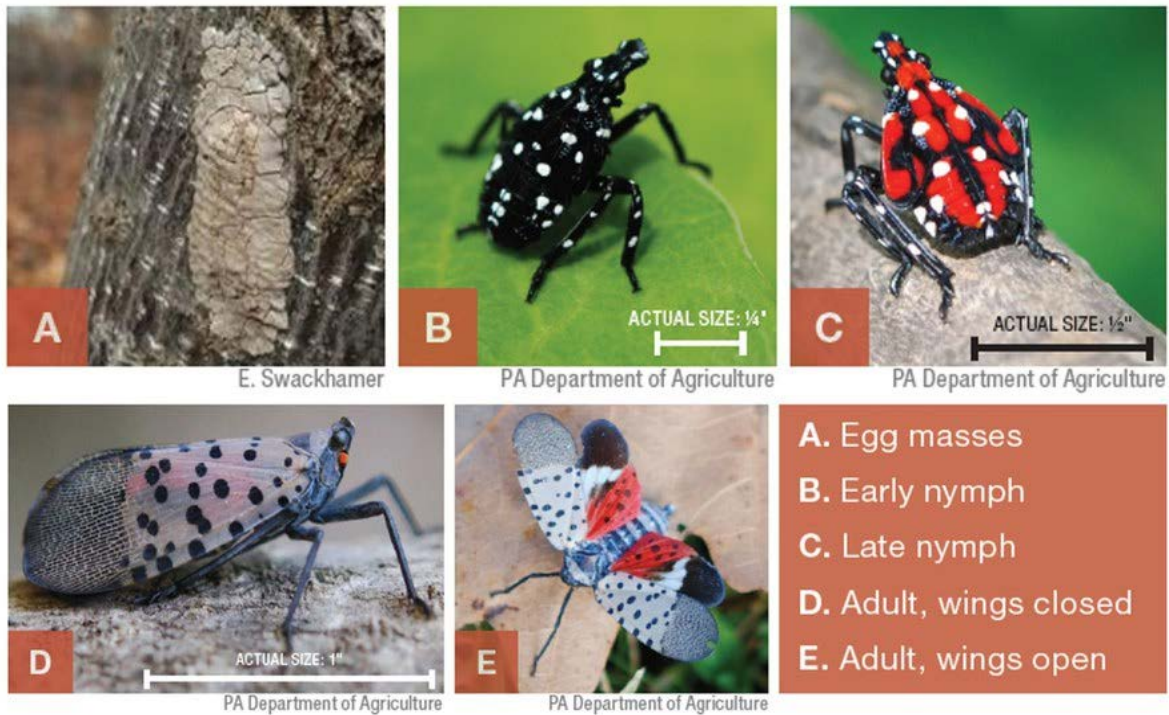 A
E. Swackhamer
B
ACTUAL SIZE: ¼"
PA Department of Agriculture
C
ACTUAL SIZE: ½"
PA Department of Agriculture
D
ACTUAL SIZE: 1"
PA Department of Agriculture
E
PA Department of Agriculture
A. Egg masses
B. Early nymph
C. Late nymph
D. Adult, wings closed
E. Adult, wings open